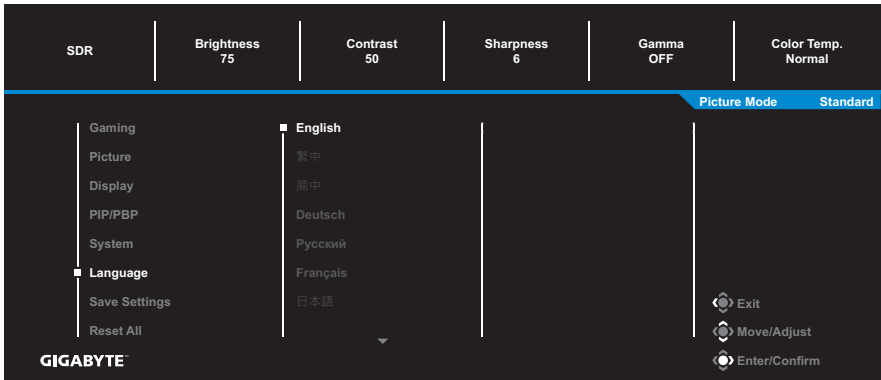 SDR
Brightness
75
Contrast
50
Sharpness
6
Gamma
OFF
Color Temp.
Normal
Picture Mode Standard
Gaming
Picture
Display
PIP/PBP
System
Language
Save Settings
Reset All
English
繁中
简中
Deutsch
Русский
Français
日本語
Exit
Move/Adjust
Enter/Confirm
GIGABYTE™